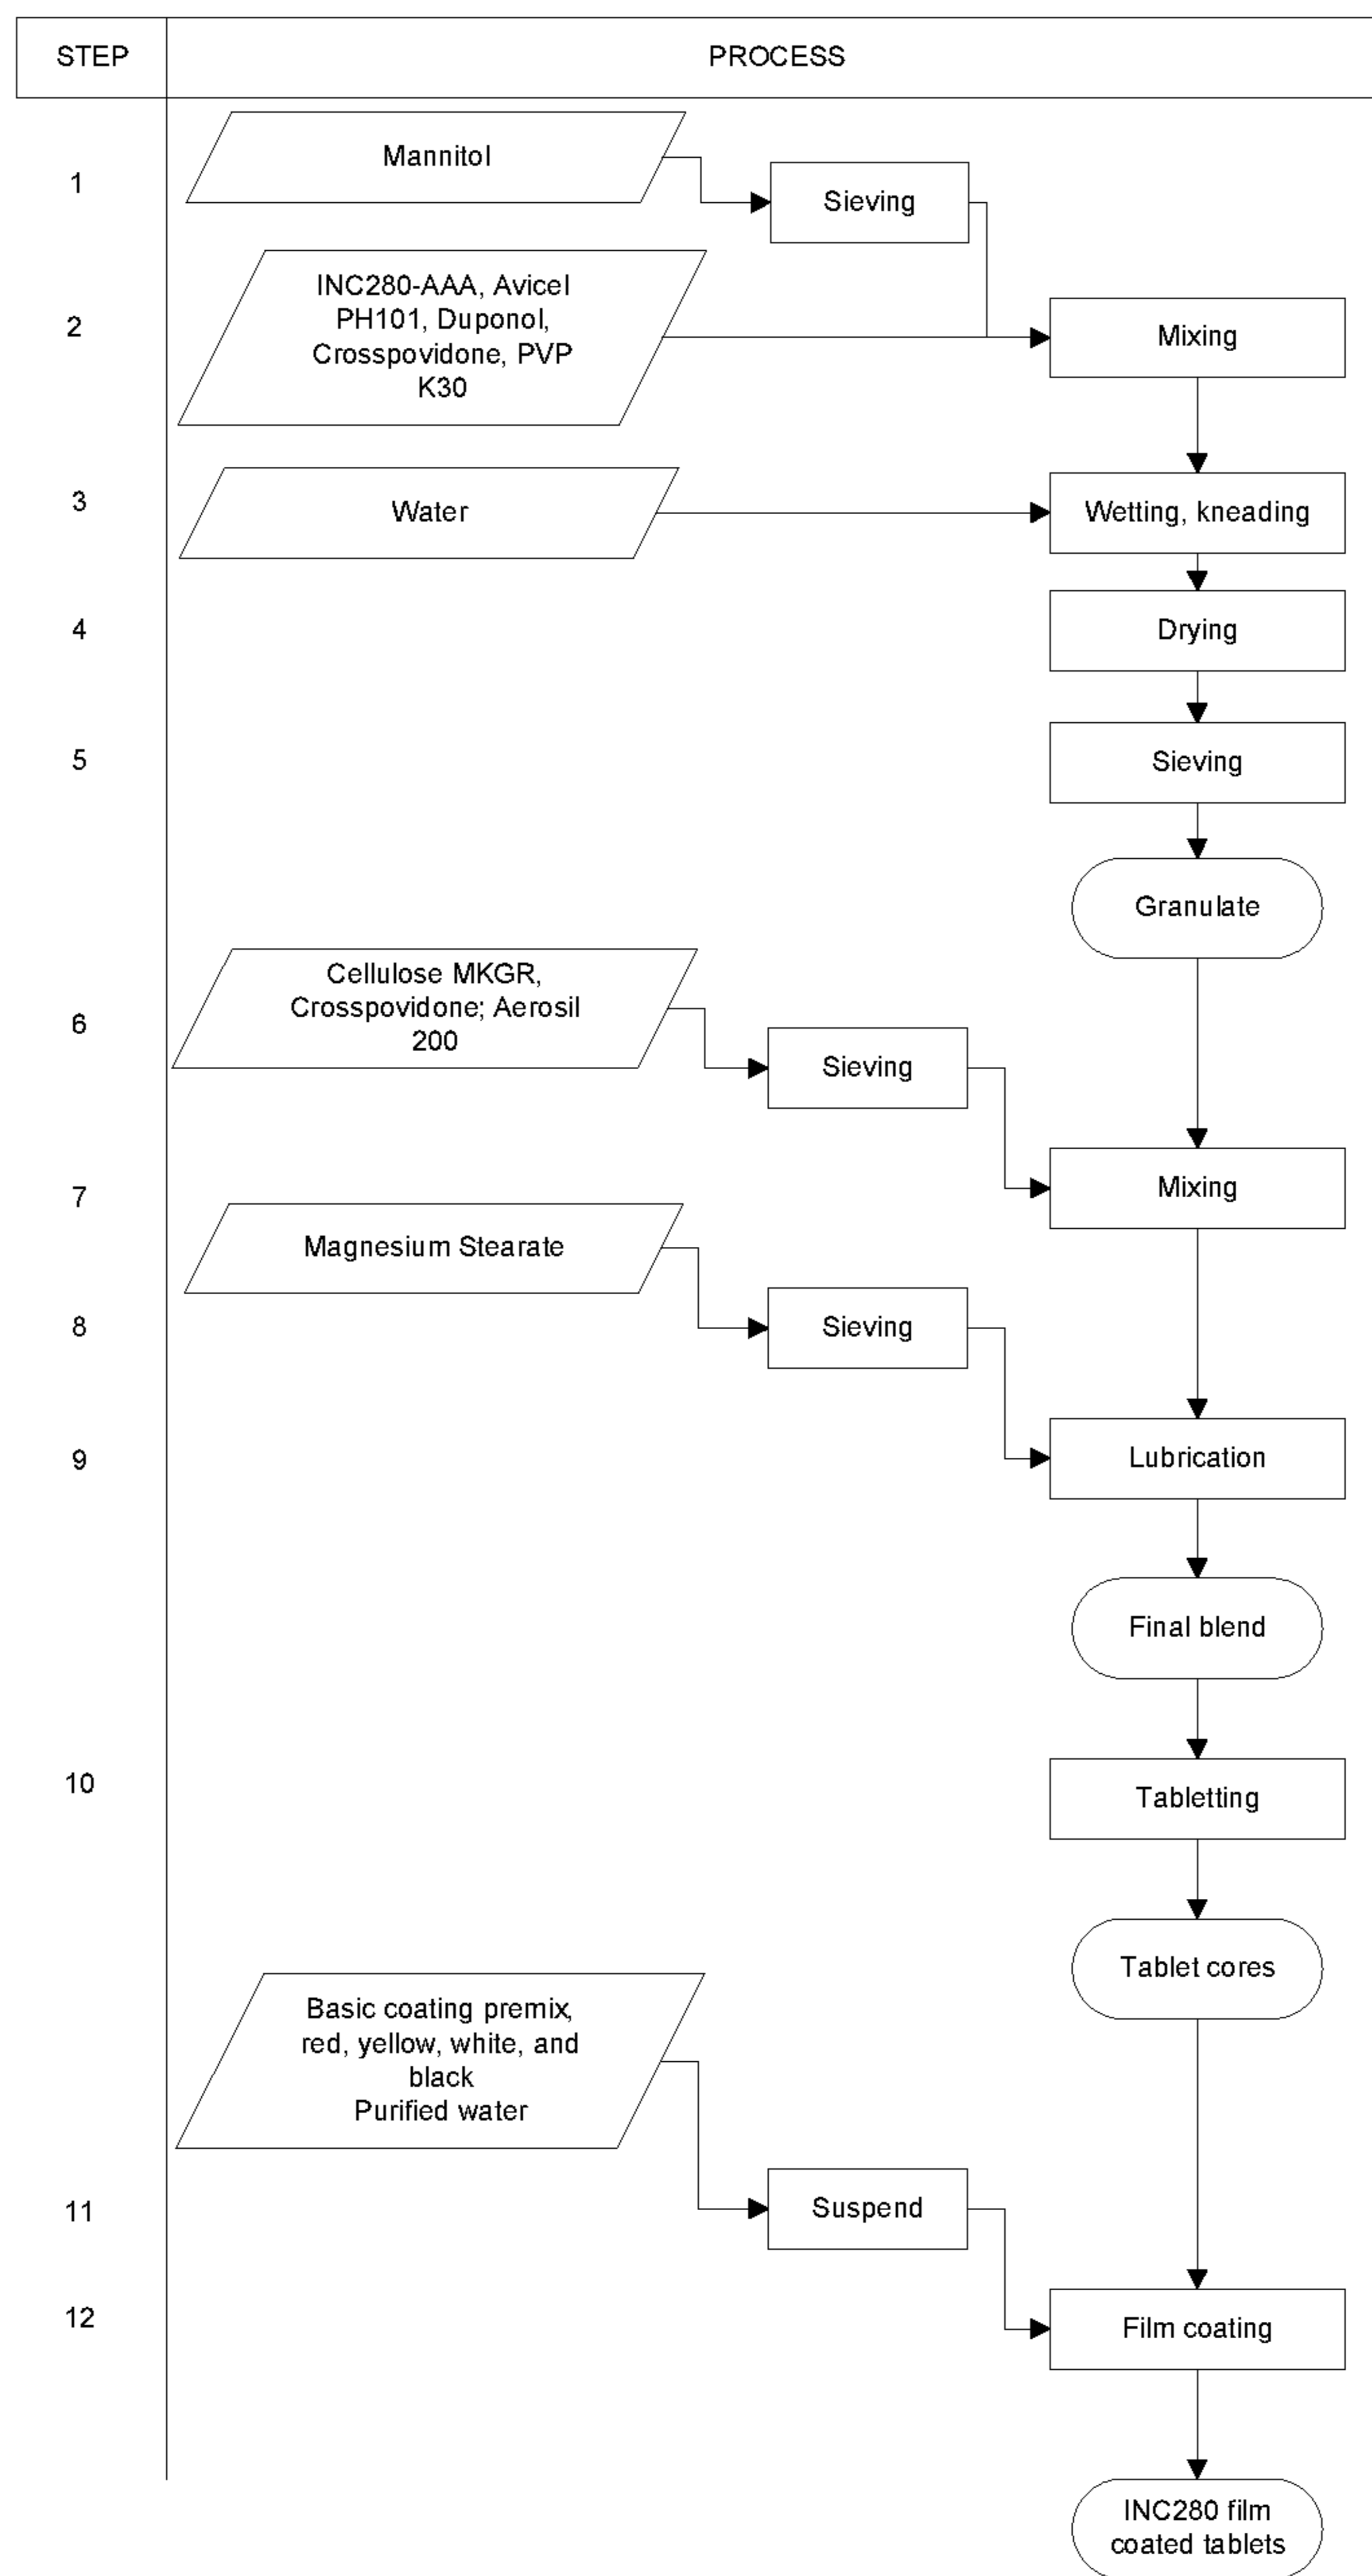 STEP
PROCESS
1
Mannitol
Sieving
2
INC280-AAA, Avicel
PH101, Duponol,
Crosspovidone, PVP
K30
Mixing
3
Water
Wetting, kneading
4
Drying
5
Sieving
Granulate
6
Cellulose MKGR,
Crosspovidone; Aerosil
200
Sieving
7
Mixing
Magnesium Stearate
8
Sieving
9
Lubrication
Final blend
10
Tabletting
Tablet cores
Basic coating premix,
red, yellow, white, and
black
Purified water
11
Suspend
12
Film coating
INC280 film
coated tablets